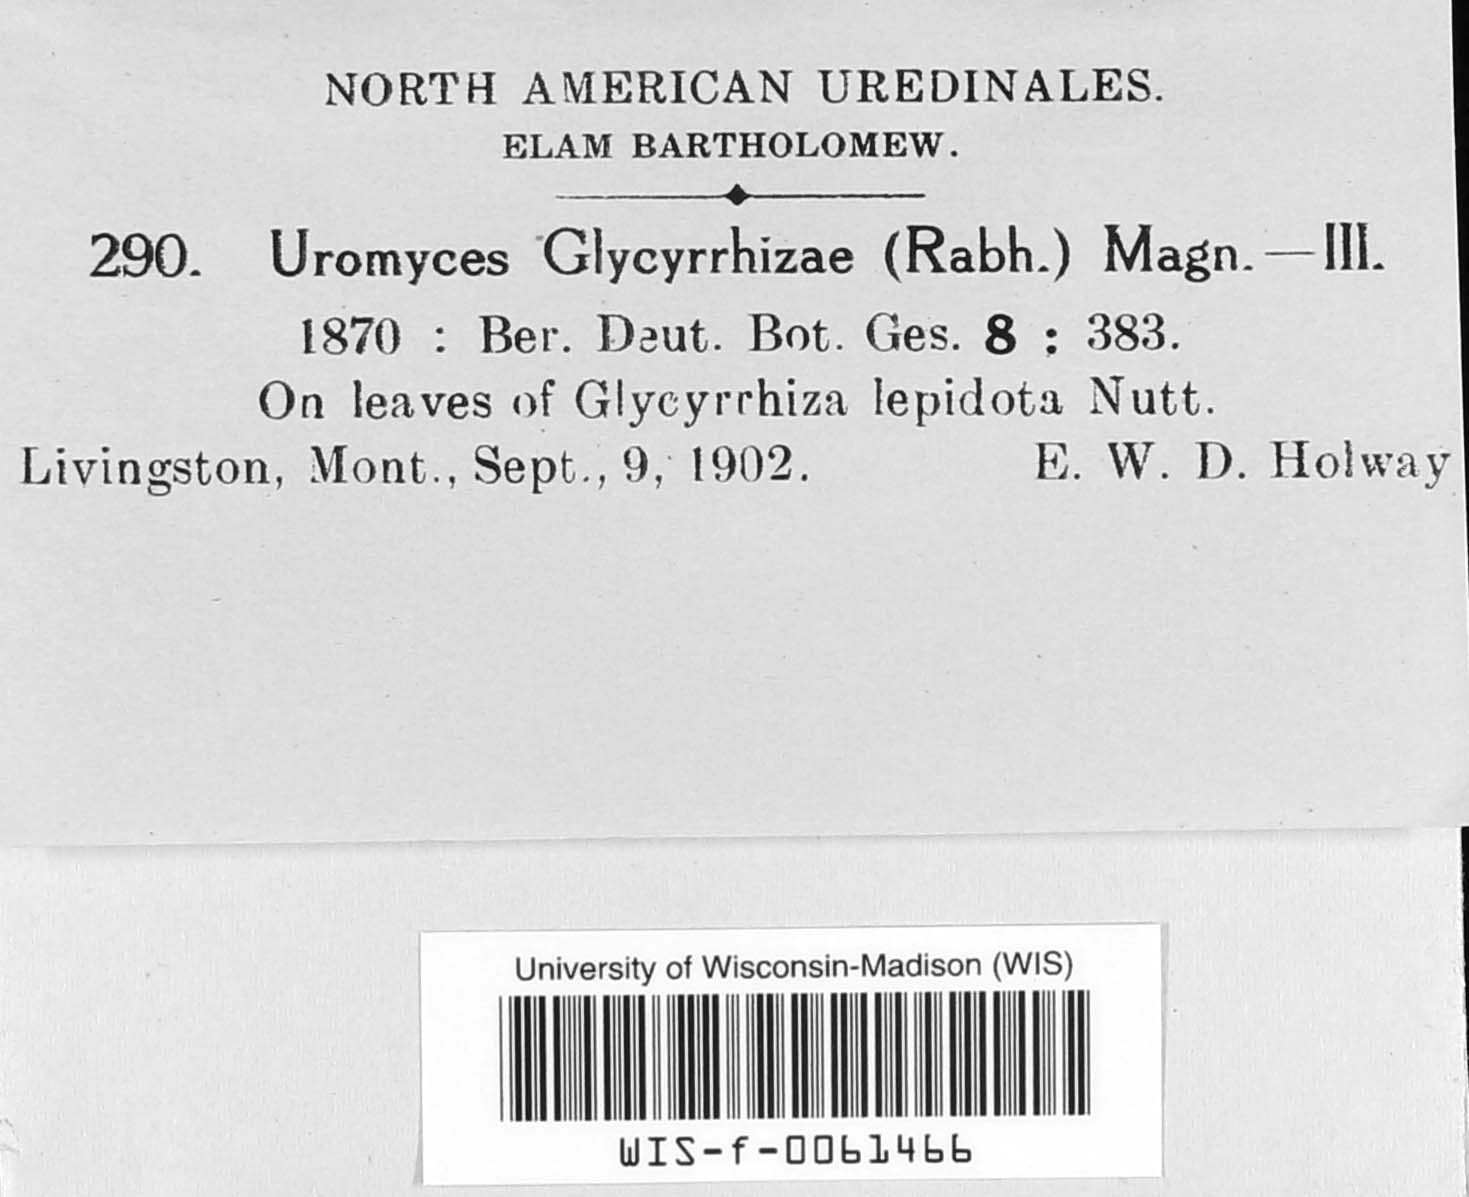 NORTH AMERICAN UREDINALES.
ELAM BARTHOLOMEW.
290. Uromyces Glycyrrhizae (Rabh.) Magn.—III.
1870 : Ber. Deut. Bot. Ges. 8 : 383.
On leaves of Glycyrrhiza lepidota Nutt.
Livingston, Mont., Sept., 9, 1902. E. W. D. Holway
University of Wisconsin-Madison (WIS)
WIS-f-0061466